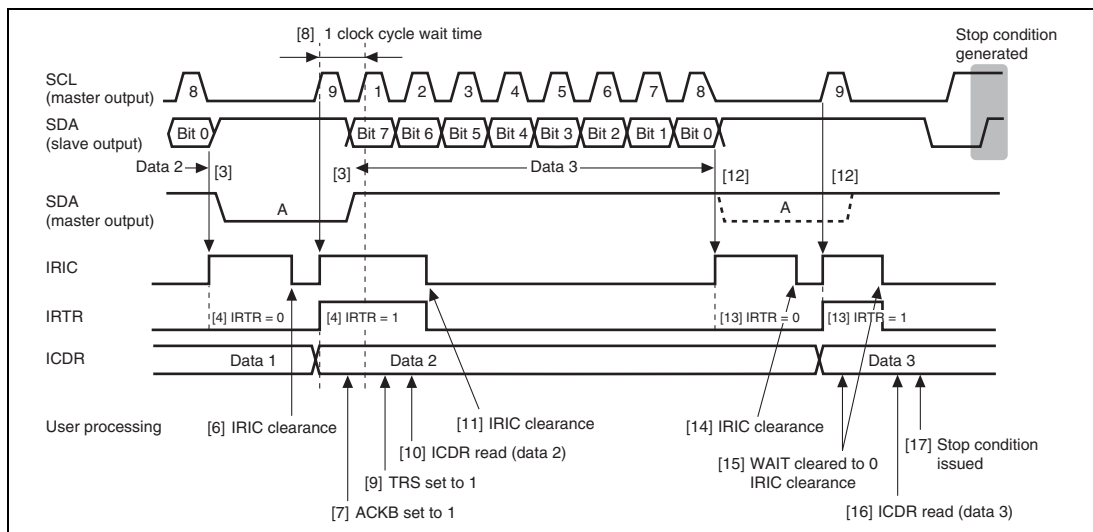 [8] 1 clock cycle wait time
Stop condition
generated
SCL
(master output)
8 9 1 2 3 4 5 6 7 8 9
SDA
(slave output)
Bit 0 Bit 7 Bit 6 Bit 5 Bit 4 Bit 3 Bit 2 Bit 1 Bit 0
Data 2 [3] [3] Data 3 [12] [12]
SDA
(master output)
A A
IRIC
IRTR
[4] IRTR = 0 [4] IRTR = 1 [13] IRTR = 0 [13] IRTR = 1
ICDR
Data 1 Data 2 Data 3
User processing
[6] IRIC clearance
[11] IRIC clearance
[14] IRIC clearance
[10] ICDR read (data 2)
[9] TRS set to 1
[7] ACKB set to 1
[17] Stop condition
issued
[15] WAIT cleared to 0
IRIC clearance
[16] ICDR read (data 3)